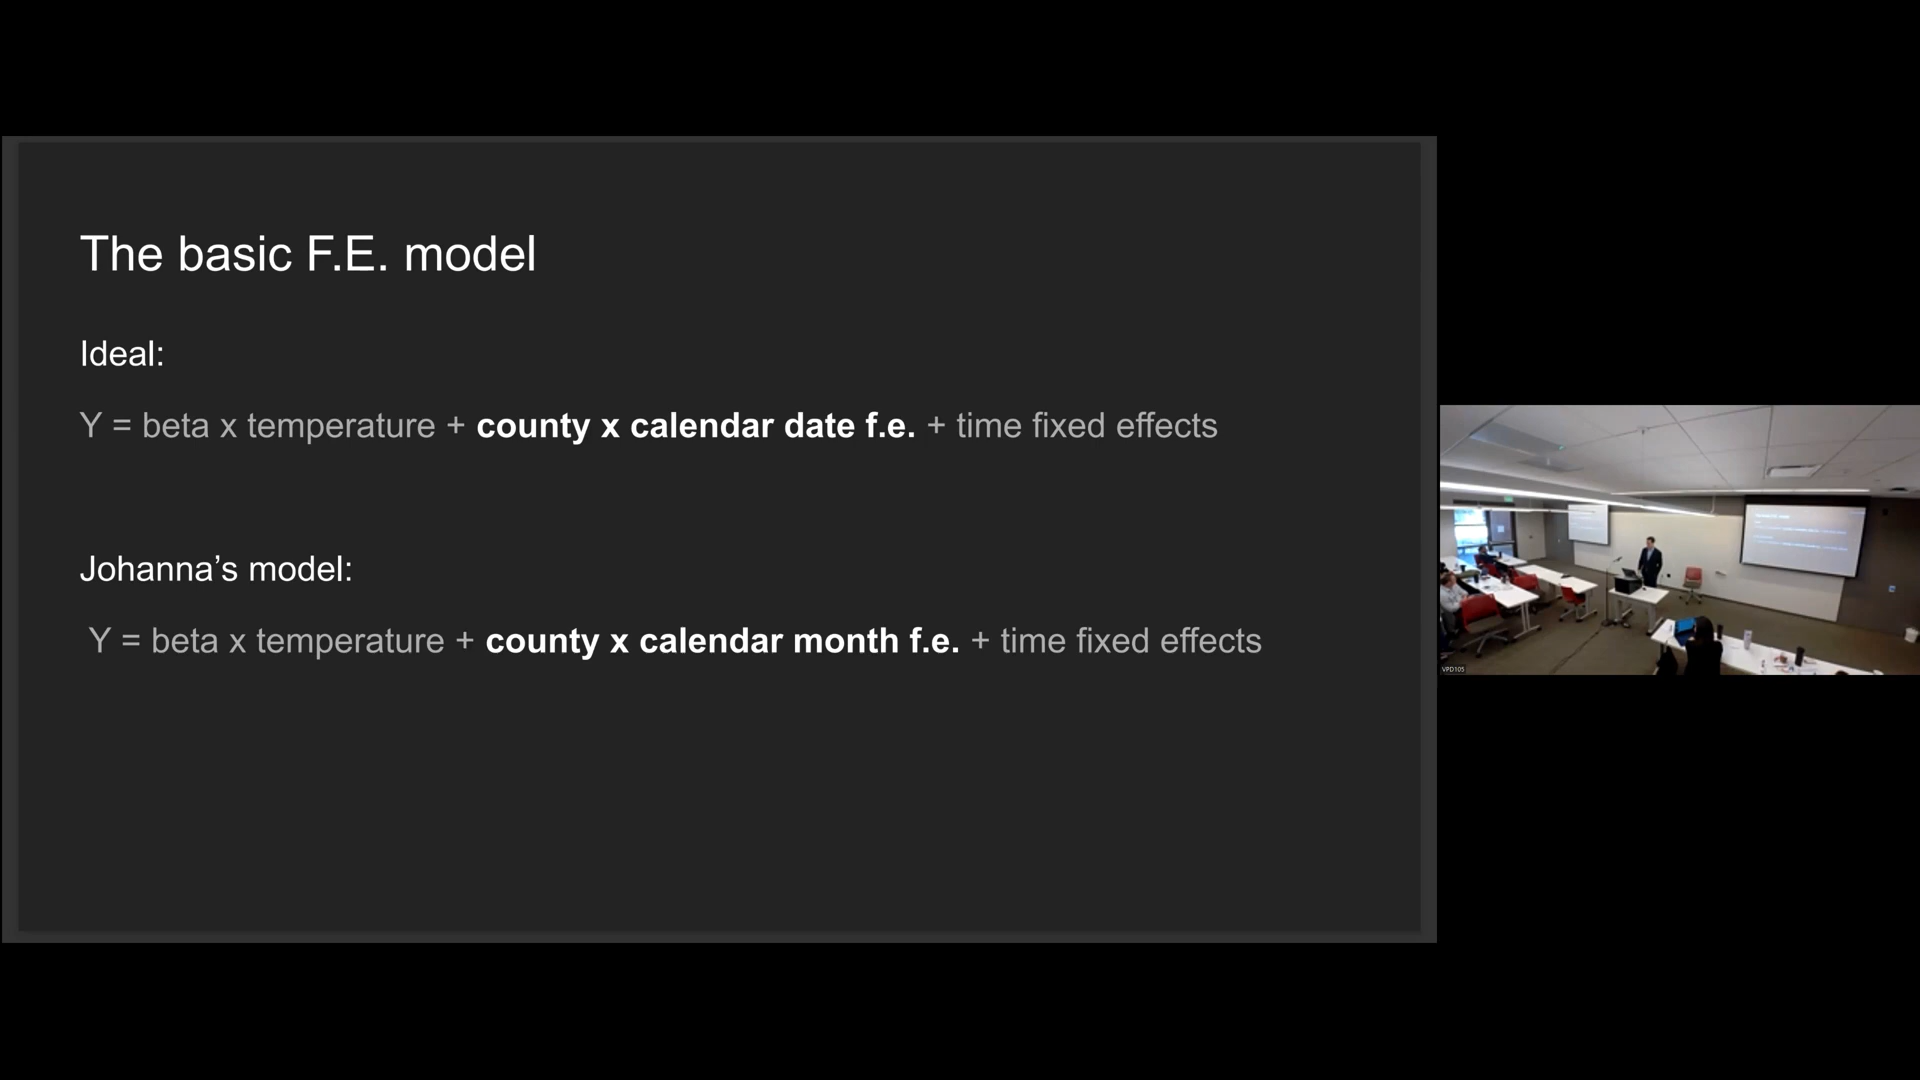 The basic F.E. model
Ideal:
Y = beta x temperature + county x calendar date f.e. + time fixed effects
Johanna’s model:
Y = beta x temperature + county x calendar month f.e. + time fixed effects
VPD105